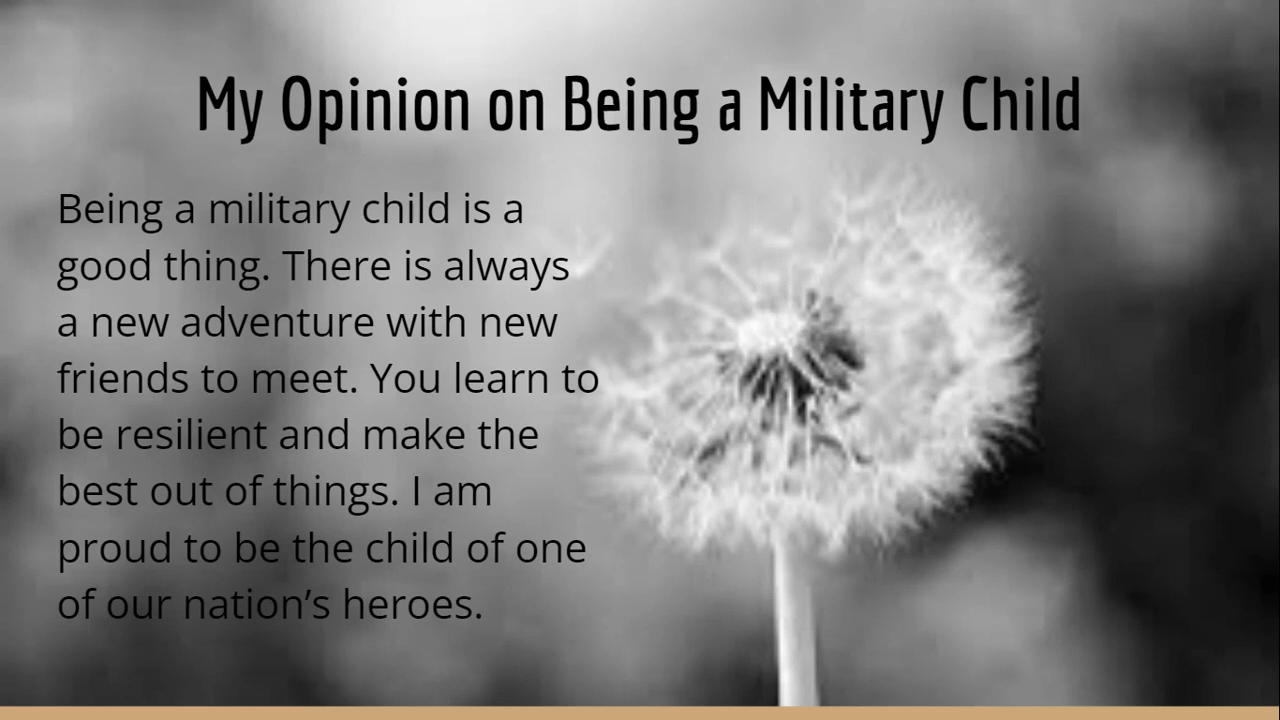 My Opinion on Being a Military Child
Being a military child is a
good thing. There is always
a new adventure with new
friends to meet. You learn to
be resilient and make the
best out of things. I am
proud to be the child of one
of our nation’s heroes.